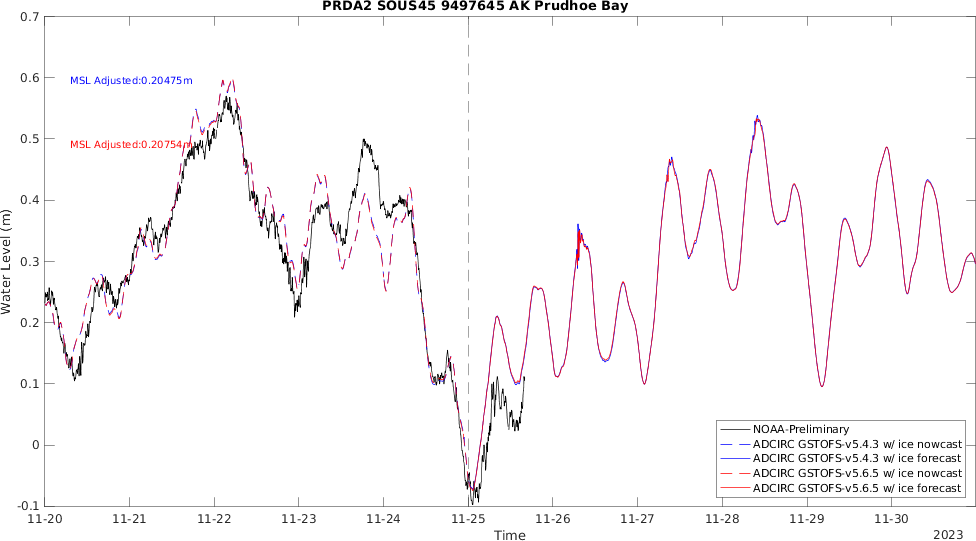 PRDA2 SOUS45 9497645 AK Prudhoe Bay
0.7
0.6
0.5
0.4
0.3
0.2
0.1
0
-0.1
Water Level (m)
MSL Adjusted:0.20475m
MSL Adjusted:0.20754m
NOAA-Preliminary
ADCIRC GSTOFS-v5.4.3 w/ ice nowcast
ADCIRC GSTOFS-v5.4.3 w/ ice forecast
ADCIRC GSTOFS-v5.6.5 w/ ice nowcast
ADCIRC GSTOFS-v5.6.5 w/ ice forecast
11-20 11-21 11-22 11-23 11-24 11-25 11-26 11-27 11-28 11-29 11-30
Time
2023